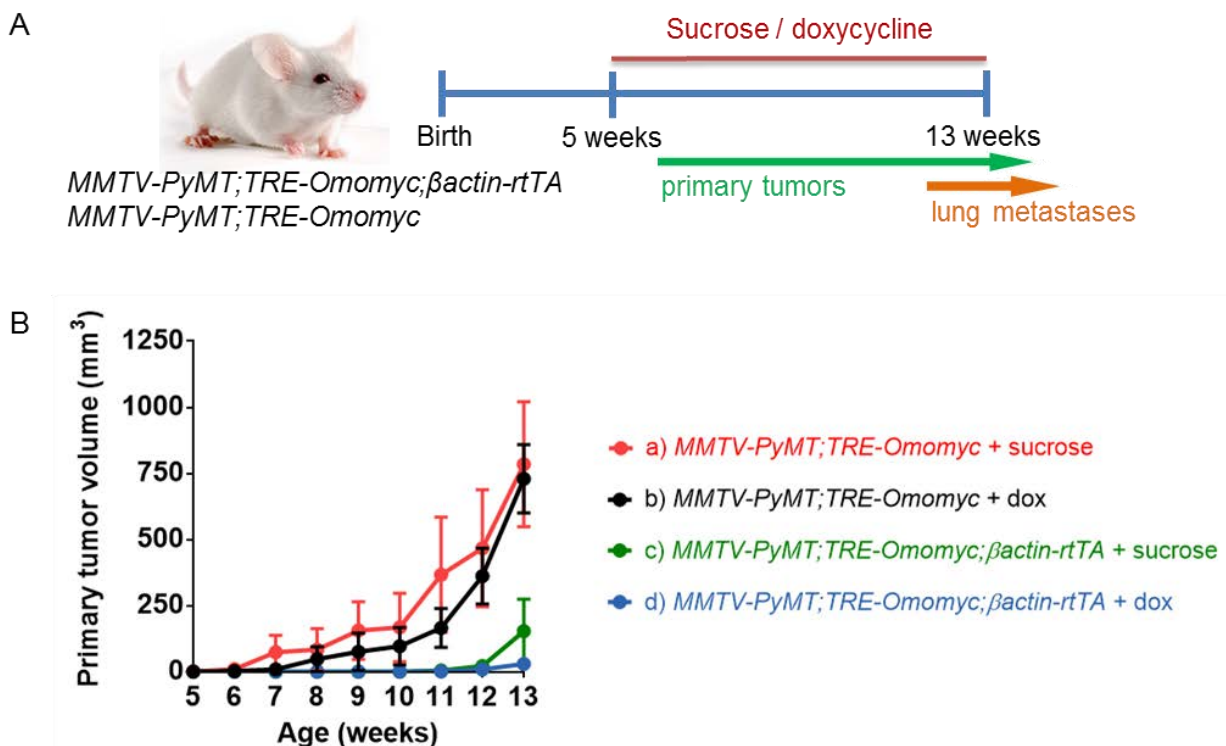 A
Sucrose / doxycycline
Birth
5 weeks
13 weeks
MMTV-PyMT;TRE-Omomyc;βactin-rtTA
MMTV-PyMT;TRE-Omomyc
primary tumors
lung metastases
B
Primary tumor volume (mm³)
1250
1000
750
500
250
0
5 6 7 8 9 10 11 12 13
Age (weeks)
a) MMTV-PyMT;TRE-Omomyc + sucrose
b) MMTV-PyMT;TRE-Omomyc + dox
c) MMTV-PyMT;TRE-Omomyc;βactin-rtTA + sucrose
d) MMTV-PyMT;TRE-Omomyc;βactin-rtTA + dox